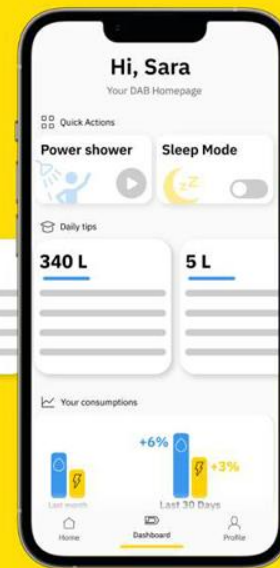 Hi, Sara
Your DAB Homepage
Quick Actions
Power shower
Sleep Mode
zZ
Daily tips
340 L
5 L
Your consumptions
+6%
+3%
Last month
Last 30 Days
Home
Dashboard
Profile